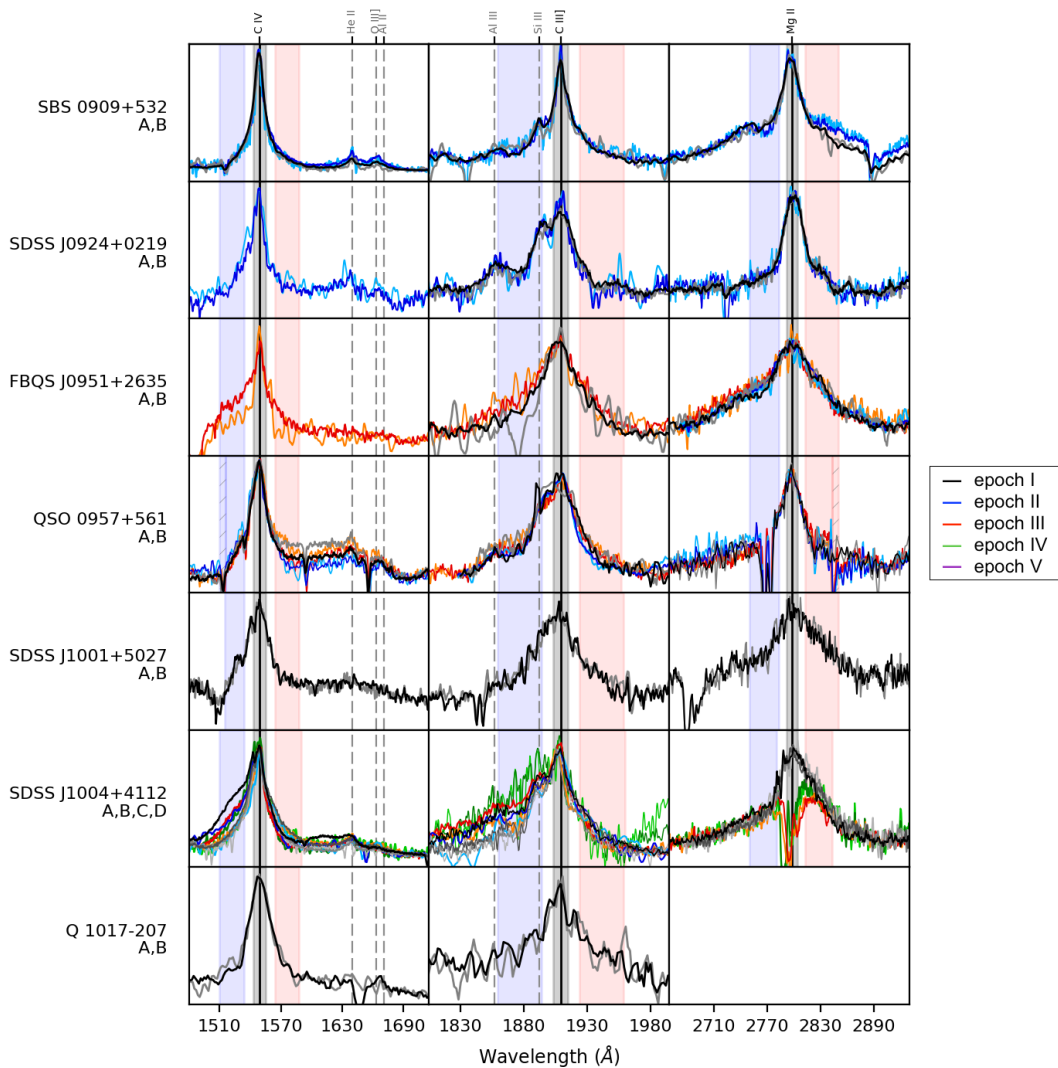 C IV
He II
O III]
Al II
Al III
Si III
C III]
Mg II
SBS 0909+532
A,B
SDSS J0924+0219
A,B
FBQS J0951+2635
A,B
QSO 0957+561
A,B
SDSS J1001+5027
A,B
SDSS J1004+4112
A,B,C,D
Q 1017-207
A,B
epoch I
epoch II
epoch III
epoch IV
epoch V
1510 1570 1630 1690 1830 1880 1930 1980 2710 2770 2830 2890
Wavelength (Å)